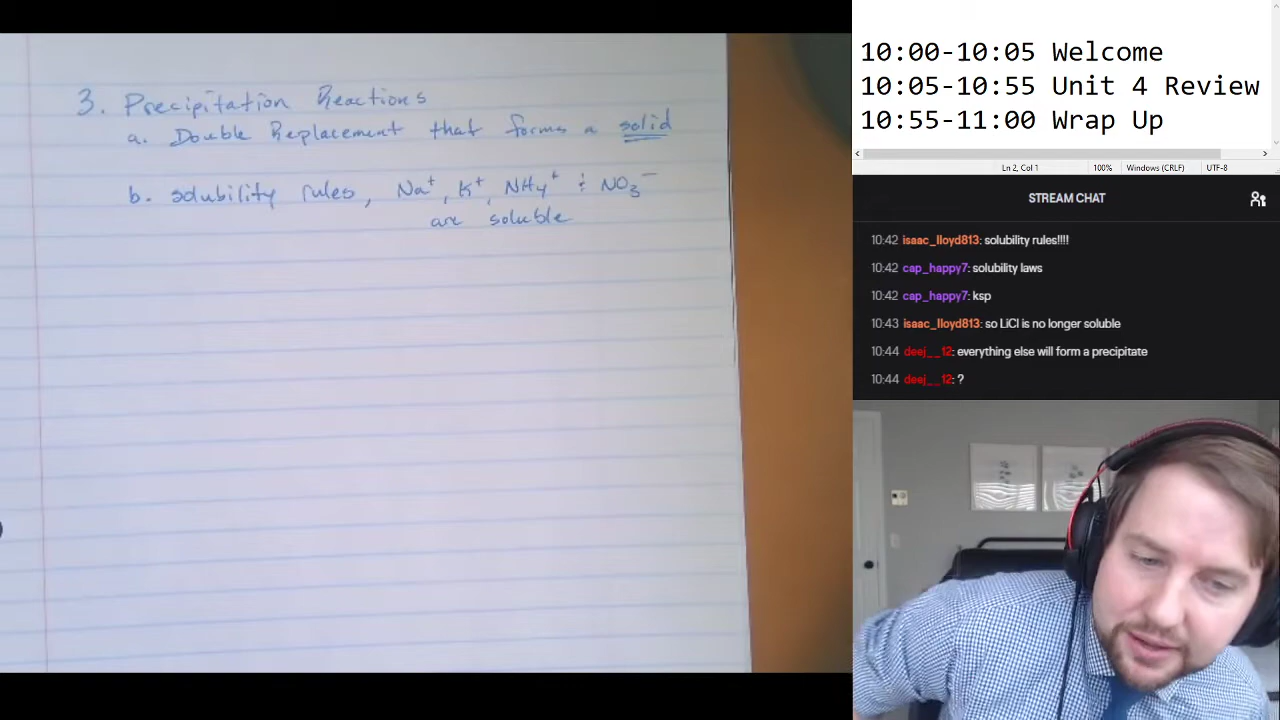 3. Precipitation Reactions
a. Double Replacement that forms a solid
b. solubility rules, Na⁺, K⁺, NH₄⁺ & NO₃⁻
are soluble
10:00-10:05 Welcome
10:05-10:55 Unit 4 Review
10:55-11:00 Wrap Up
Ln 2, Col 1 100% Windows (CRLF) UTF-8
STREAM CHAT
10:42 isaac_lloyd813: solubility rules!!!!
10:42 cap_happy7: solubility laws
10:42 cap_happy7: ksp
10:43 isaac_lloyd813: so LiCl is no longer soluble
10:44 deej__12: everything else will form a precipitate
10:44 deej__12: ?